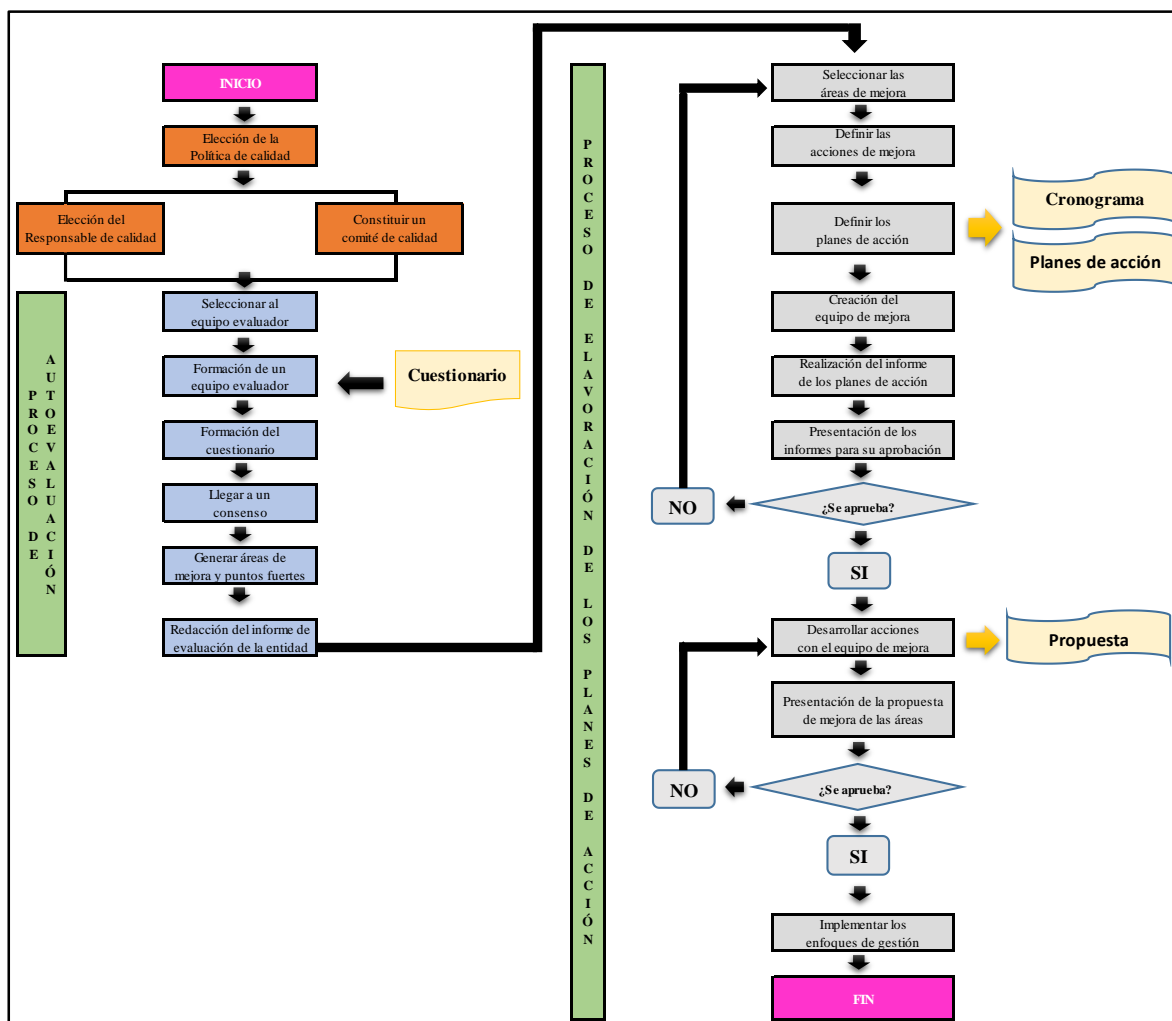 INICIO
Elección de la
Política de calidad
Elección del
Responsable de calidad
Constituir un
comité de calidad
PROCESO DE
AUTOEVALUACIÓN
Seleccionar al
equipo evaluador
Formación de un
equipo evaluador
Cuestionario
Formación del
cuestionario
Llegar a un
consenso
Generar áreas de
mejora y puntos fuertes
Redacción del informe de
evaluación de la entidad
PROCESO DE ELAVORACIÓN DE LOS PLANES DE ACCIÓN
Seleccionar las
áreas de mejora
Definir las
acciones de mejora
Definir los
planes de acción
Cronograma
Planes de acción
Creación del
equipo de mejora
Realización del informe
de los planes de acción
Presentación de los
informes para su aprobación
¿Se aprueba?
NO
SI
Desarrollar acciones
con el equipo de mejora
Propuesta
Presentación de la propuesta
de mejora de las áreas
¿Se aprueba?
NO
SI
Implementar los
enfoques de gestión
FIN